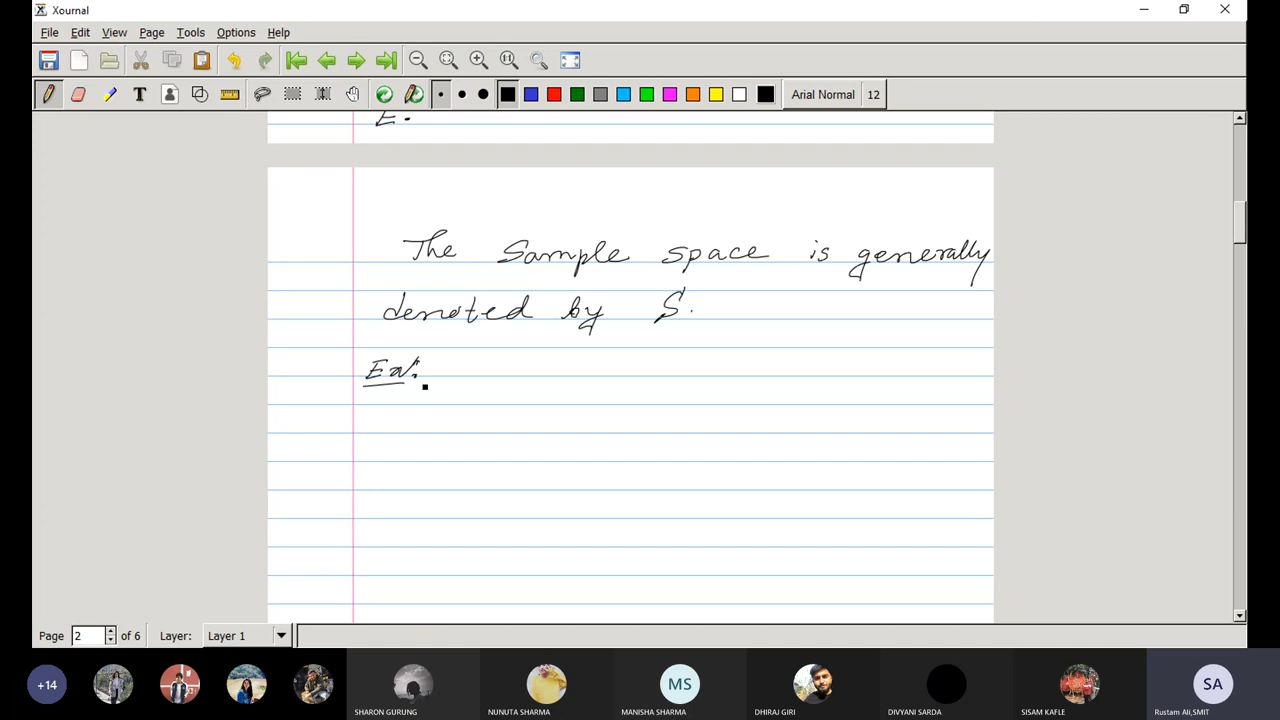 Xournal
File Edit View Page Tools Options Help
Arial Normal 12
E.
The Sample space is generally
denoted by S.
Ex:
Page 2 of 6 Layer: Layer 1
+14 SHARON GURUNG NUNUTA SHARMA MS MANISHA SHARMA DHIRAJ GIRI DIVYANI SARDA SISAM KAFLE SA Rustam Ali,SMIT